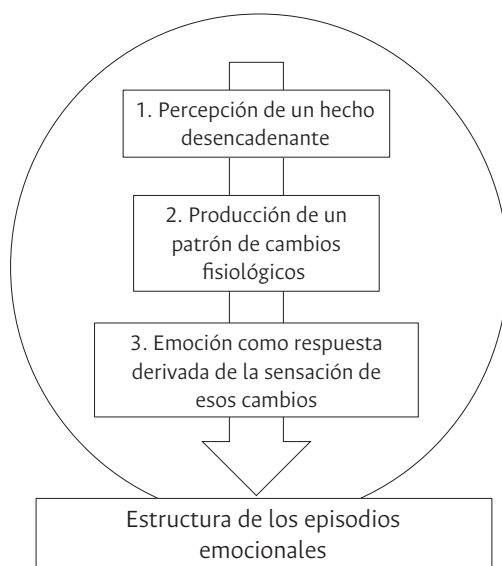 1. Percepción de un hecho
desencadenante
2. Producción de un
patrón de cambios
fisiológicos
3. Emoción como respuesta
derivada de la sensación de
esos cambios
Estructura de los episodios
emocionales